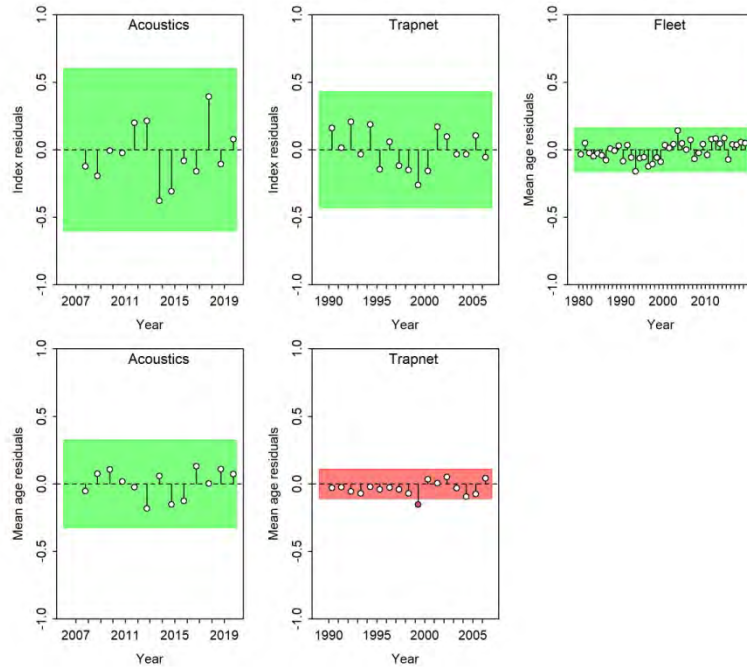 Acoustics
Index residuals
1.0
0.5
0.0
-0.5
-1.0
2007 2011 2015 2019
Year
Trapnet
Index residuals
1.0
0.5
0.0
-0.5
-1.0
1990 1995 2000 2005
Year
Fleet
Mean age residuals
1.0
0.5
0.0
-0.5
-1.0
1980 1990 2000 2010
Year
Acoustics
Mean age residuals
1.0
0.5
0.0
-0.5
-1.0
2007 2011 2015 2019
Year
Trapnet
Mean age residuals
1.0
0.5
0.0
-0.5
-1.0
1990 1995 2000 2005
Year